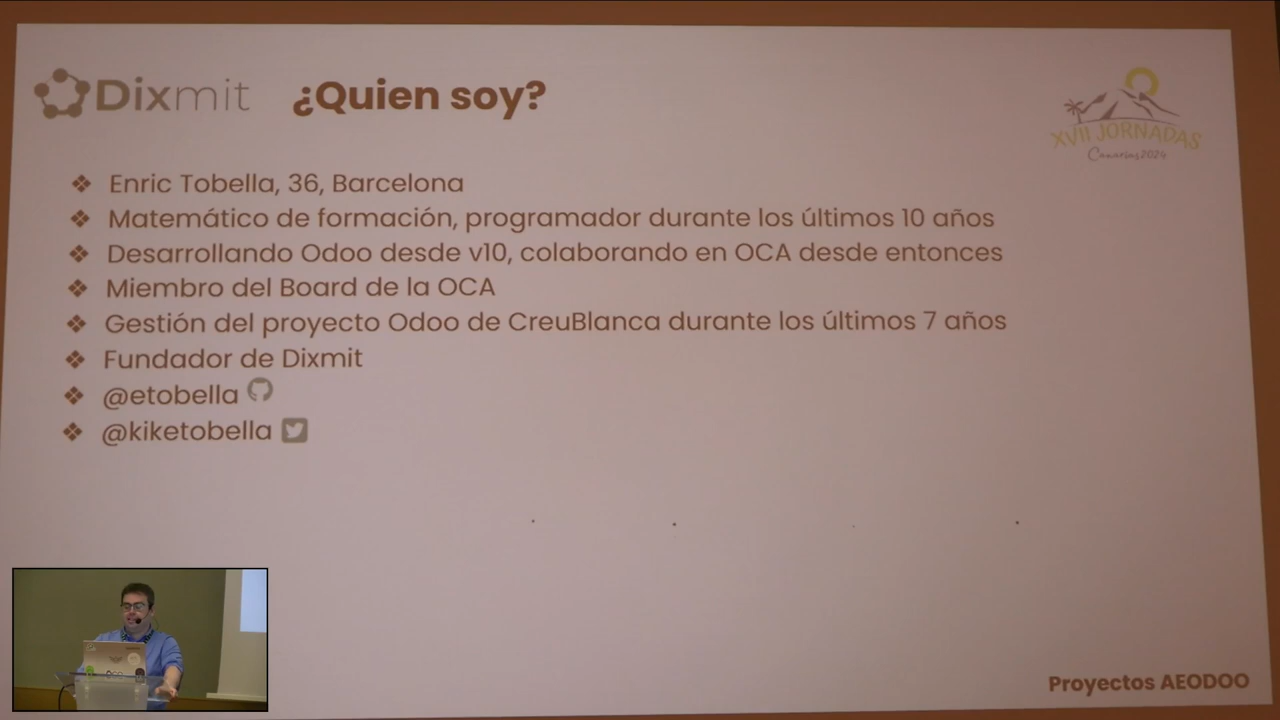 Dixmit
¿Quien soy?
XVII JORNADAS
Canarias 2024
Enric Tobella, 36, Barcelona
Matemático de formación, programador durante los últimos 10 años
Desarrollando Odoo desde v10, colaborando en OCA desde entonces
Miembro del Board de la OCA
Gestión del proyecto Odoo de CreuBlanca durante los últimos 7 años
Fundador de Dixmit
@etobella
@kiketobella
Proyectos AEODOO